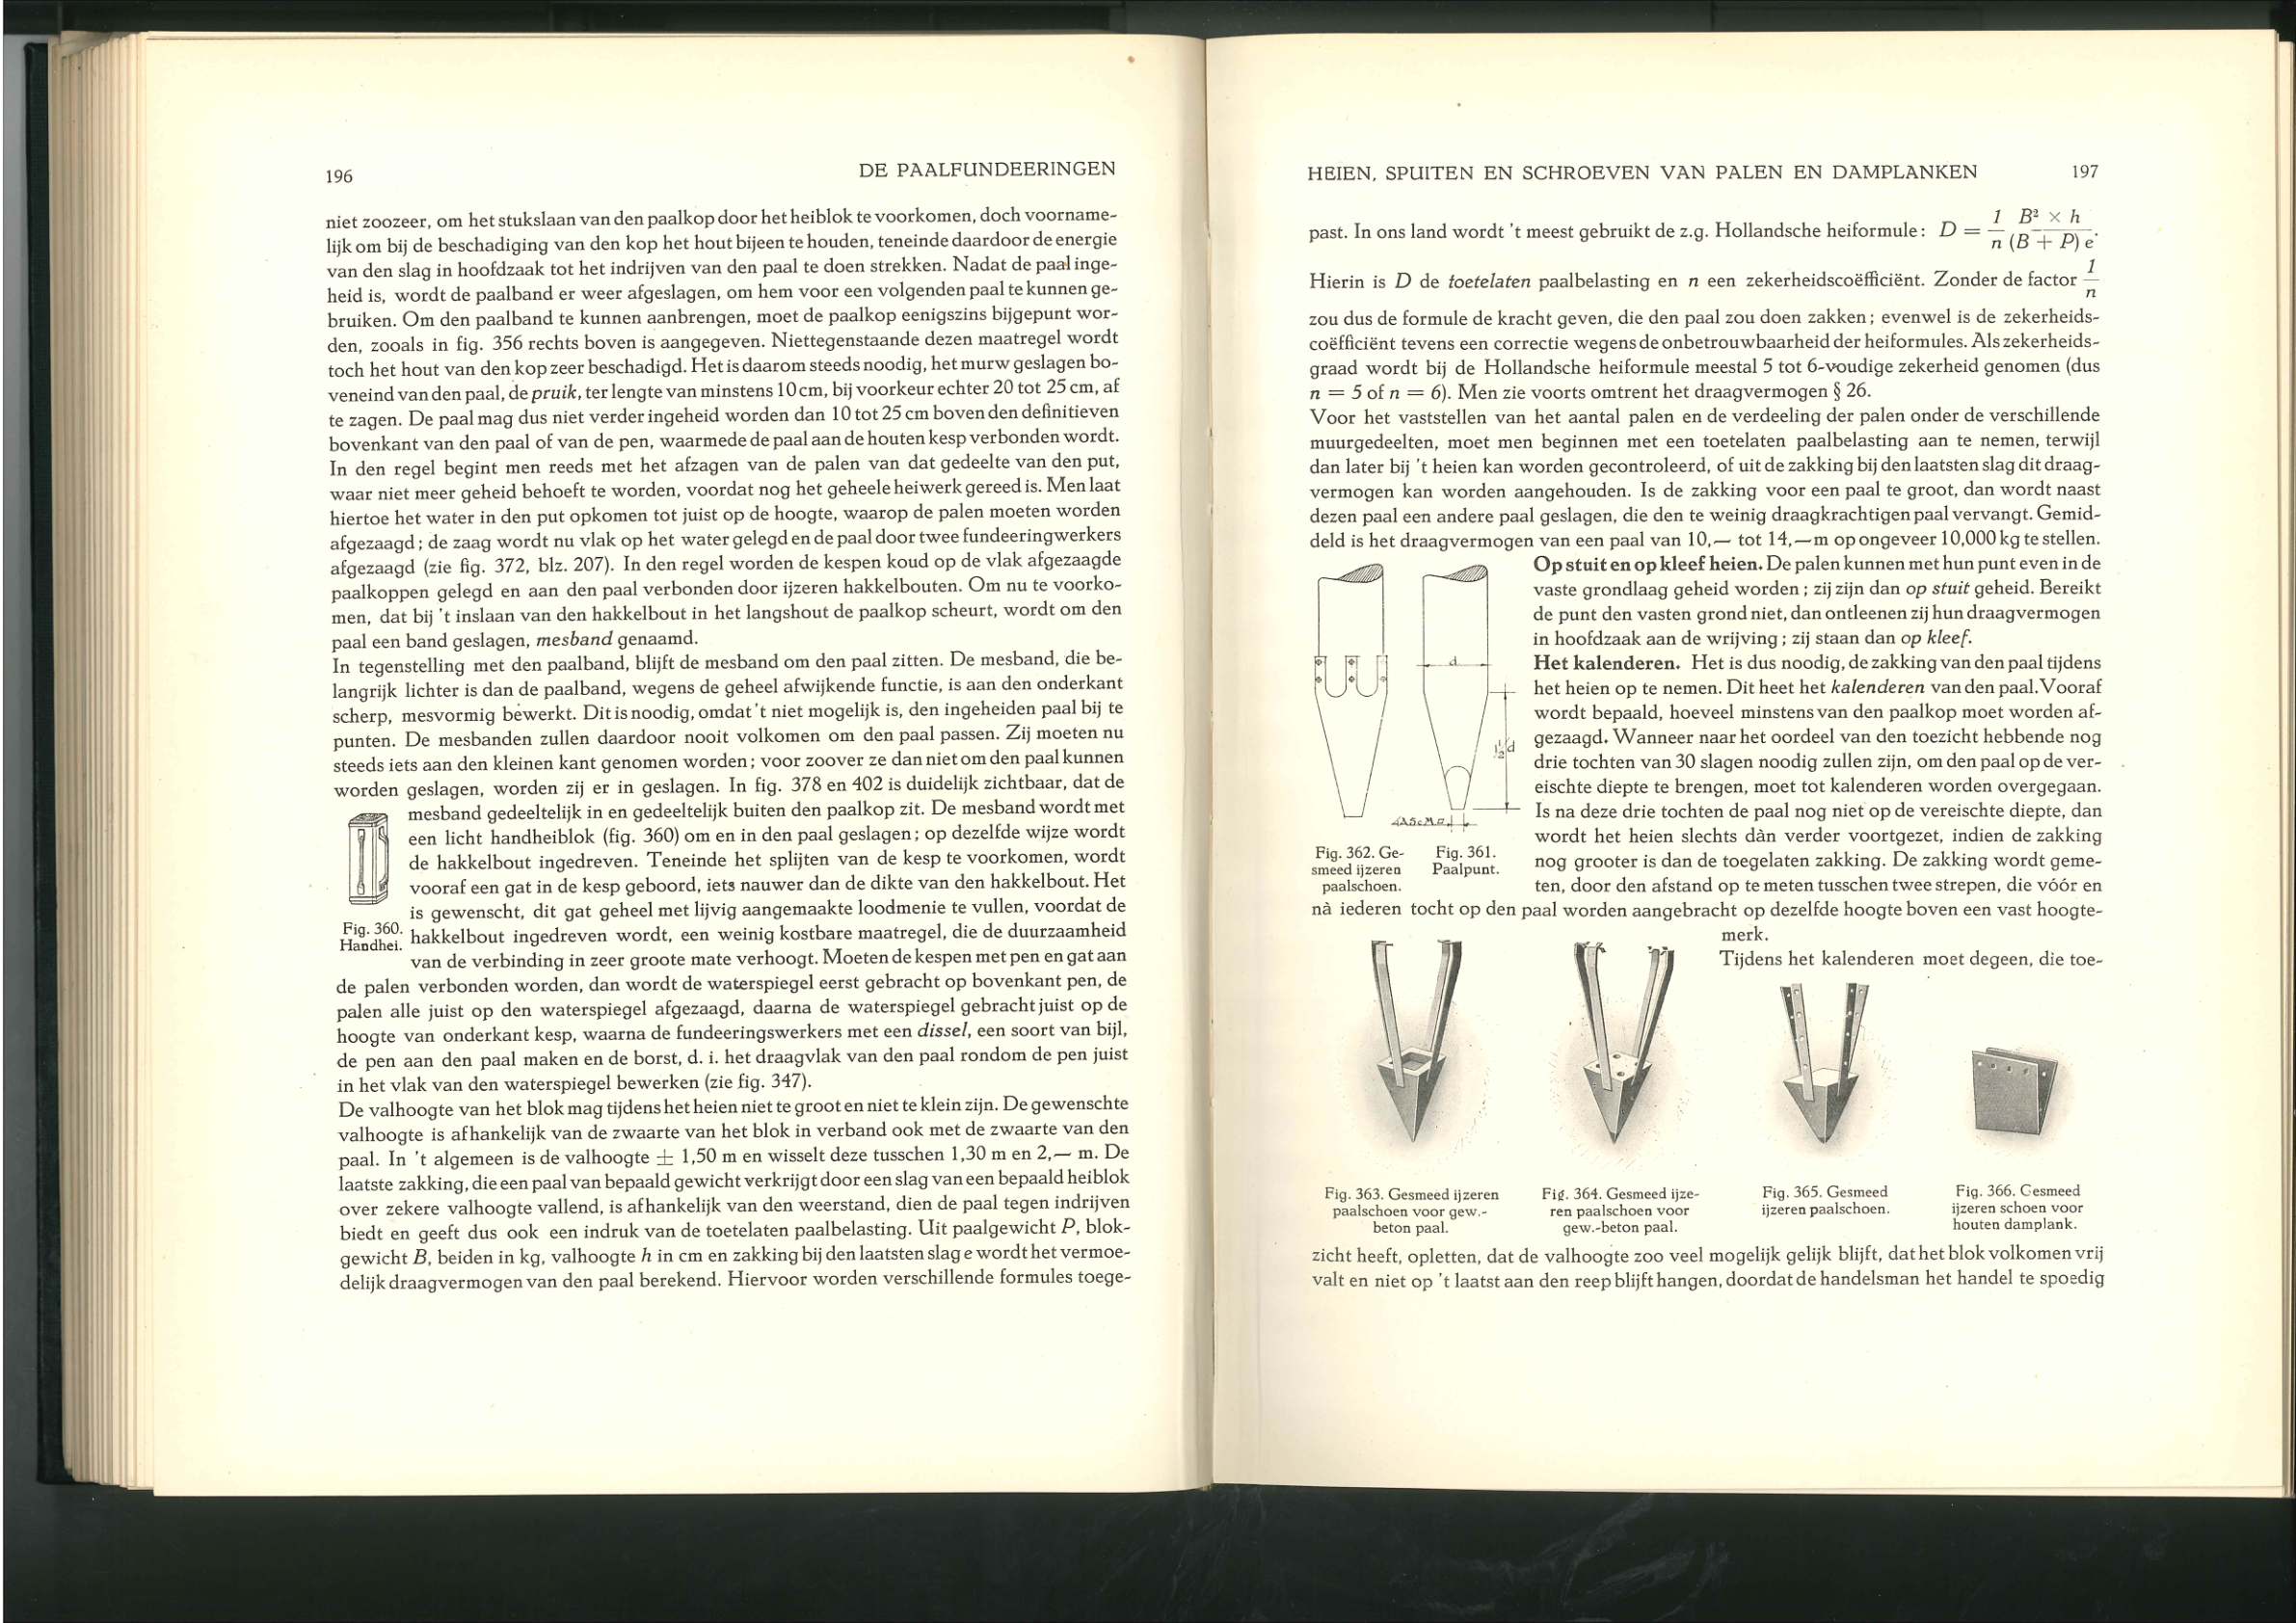 196
DE PAALFUNDEERINGEN
niet zoozeer, om het stukslaan van den paalkop door het heiblok te voorkomen, doch voorname-
lijk om bij de beschadiging van den kop het hout bijeen te houden, teneinde daardoor de energie
van den slag in hoofdzaak tot het indrijven van den paal te doen strekken. Nadat de paal inge-
heid is, wordt de paalband er weer afgeslagen, om hem voor een volgenden paal te kunnen ge-
bruiken. Om den paalband te kunnen aanbrengen, moet de paalkop eenigszins bijgepunt wor-
den, zooals in fig. 356 rechts boven is aangegeven. Niettegenstaande dezen maatregel wordt
toch het hout van den kop zeer beschadigd. Het is daarom steeds noodig, het murw geslagen bo-
veneind van den paal, de pruik, ter lengte van minstens 10 cm, bij voorkeur echter 20 tot 25 cm, af
te zagen. De paal mag dus niet verder ingeheid worden dan 10 tot 25 cm boven den definitieven
bovenkant van den paal of van de pen, waarmede de paal aan de houten kesp verbonden wordt.
In den regel begint men reeds met het afzagen van de palen van dat gedeelte van den put,
waar niet meer geheid behoeft te worden, voordat nog het geheele heiwerk gereed is. Men laat
hiertoe het water in den put opkomen tot juist op de hoogte, waarop de palen moeten worden
afgezaagd; de zaag wordt nu vlak op het water gelegd en de paal door twee fundeeringwerkers
afgezaagd (zie fig. 372, blz. 207). In den regel worden de kespen koud op de vlak afgezaagde
paalkoppen gelegd en aan den paal verbonden door ijzeren hakkelbouten. Om nu te voorko-
men, dat bij 't inslaan van den hakkelbout in het langshout de paalkop scheurt, wordt om den
paal een band geslagen, mesband genaamd.
In tegenstelling met den paalband, blijft de mesband om den paal zitten. De mesband, die be-
langrijk lichter is dan de paalband, wegens de geheel afwijkende functie, is aan den onderkant
scherp, mesvormig bewerkt. Dit is noodig, omdat 't niet mogelijk is, den ingeheiden paal bij te
punten. De mesbanden zullen daardoor nooit volkomen om den paal passen. Zij moeten nu
steeds iets aan den kleinen kant genomen worden; voor zoover ze dan niet om den paal kunnen
worden geslagen, worden zij er in geslagen. In fig. 378 en 402 is duidelijk zichtbaar, dat de
mesband gedeeltelijk in en gedeeltelijk buiten den paalkop zit. De mesband wordt met
een licht handheiblok (fig. 360) om en in den paal geslagen; op dezelfde wijze wordt
de hakkelbout ingedreven. Teneinde het splijten van de kesp te voorkomen, wordt
vooraf een gat in de kesp geboord, iets nauwer dan de dikte van den hakkelbout. Het
is gewenscht, dit gat geheel met lijvig aangemaakte loodmenie te vullen, voordat de
hakkelbout ingedreven wordt, een weinig kostbare maatregel, die de duurzaamheid
van de verbinding in zeer groote mate verhoogt. Moeten de kespen met pen en gat aan
Fig. 360.
Handhei.
de palen verbonden worden, dan wordt de waterspiegel eerst gebracht op bovenkant pen, de
palen alle juist op den waterspiegel afgezaagd, daarna de waterspiegel gebracht juist op de
hoogte van onderkant kesp, waarna de fundeeringswerkers met een dissel, een soort van bijl,
de pen aan den paal maken en de borst, d. i. het draagvlak van den paal rondom de pen juist
in het vlak van den waterspiegel bewerken (zie fig. 347).
De valhoogte van het blok mag tijdens het heien niet te groot en niet te klein zijn. De gewenschte
valhoogte is afhankelijk van de zwaarte van het blok in verband ook met de zwaarte van den
paal. In 't algemeen is de valhoogte ± 1,50 m en wisselt deze tusschen 1,30 m en 2,— m. De
laatste zakking, die een paal van bepaald gewicht verkrijgt door een slag van een bepaald heiblok
over zekere valhoogte vallend, is afhankelijk van den weerstand, dien de paal tegen indrijven
biedt en geeft dus ook een indruk van de toetelaten paalbelasting. Uit paalgewicht P, blok-
gewicht B, beiden in kg, valhoogte h in cm en zakking bij den laatsten slag e wordt het vermoe-
delijk draagvermogen van den paal berekend. Hiervoor worden verschillende formules toege-
HEIEN, SPUITEN EN SCHROEVEN VAN PALEN EN DAMPLANKEN
197
past. In ons land wordt 't meest gebruikt de z.g. Hollandsche heiformule: D = 1/n B² × h / (B + P) e.
Hierin is D de toetelaten paalbelasting en n een zekerheidscoëfficiënt. Zonder de factor 1/n
zou dus de formule de kracht geven, die den paal zou doen zakken; evenwel is de zekerheids-
coëfficiënt tevens een correctie wegens de onbetrouwbaarheid der heiformules. Als zekerheids-
graad wordt bij de Hollandsche heiformule meestal 5 tot 6-voudige zekerheid genomen (dus
n = 5 of n = 6). Men zie voorts omtrent het draagvermogen § 26.
Voor het vaststellen van het aantal palen en de verdeeling der palen onder de verschillende
muurgedeelten, moet men beginnen met een toetelaten paalbelasting aan te nemen, terwijl
dan later bij 't heien kan worden gecontroleerd, of uit de zakking bij den laatsten slag dit draag-
vermogen kan worden aangehouden. Is de zakking voor een paal te groot, dan wordt naast
dezen paal een andere paal geslagen, die den te weinig draagkrachtigen paal vervangt. Gemid-
deld is het draagvermogen van een paal van 10,— tot 14,—m op ongeveer 10,000 kg te stellen.
Op stuit en op kleef heien. De palen kunnen met hun punt even in de
vaste grondlaag geheid worden; zij zijn dan op stuit geheid. Bereikt
de punt den vasten grond niet, dan ontleenen zij hun draagvermogen
in hoofdzaak aan de wrijving; zij staan dan op kleef.
Het kalenderen. Het is dus noodig, de zakking van den paal tijdens
het heien op te nemen. Dit heet het kalenderen van den paal. Vooraf
wordt bepaald, hoeveel minstens van den paalkop moet worden af-
gezaagd. Wanneer naar het oordeel van den toezicht hebbende nog
drie tochten van 30 slagen noodig zullen zijn, om den paal op de ver-
eischte diepte te brengen, moet tot kalenderen worden overgegaan.
Is na deze drie tochten de paal nog niet op de vereischte diepte, dan
wordt het heien slechts dàn verder voortgezet, indien de zakking
nog grooter is dan de toegelaten zakking. De zakking wordt geme-
ten, door den afstand op te meten tusschen twee strepen, die vóór en
d
1½d
Fig. 362. Ge-
smeed ijzeren
paalschoen.
Fig. 361.
Paalpunt.
nà iederen tocht op den paal worden aangebracht op dezelfde hoogte boven een vast hoogte-
merk.
Tijdens het kalenderen moet degeen, die toe-
Fig. 363. Gesmeed ijzeren
paalschoen voor gew.-
beton paal.
Fig. 364. Gesmeed ijze-
ren paalschoen voor
gew.-beton paal.
Fig. 365. Gesmeed
ijzeren paalschoen.
Fig. 366. Gesmeed
ijzeren schoen voor
houten damplank.
zicht heeft, opletten, dat de valhoogte zoo veel mogelijk gelijk blijft, dat het blok volkomen vrij
valt en niet op 't laatst aan den reep blijft hangen, doordat de handelsman het handel te spoedig